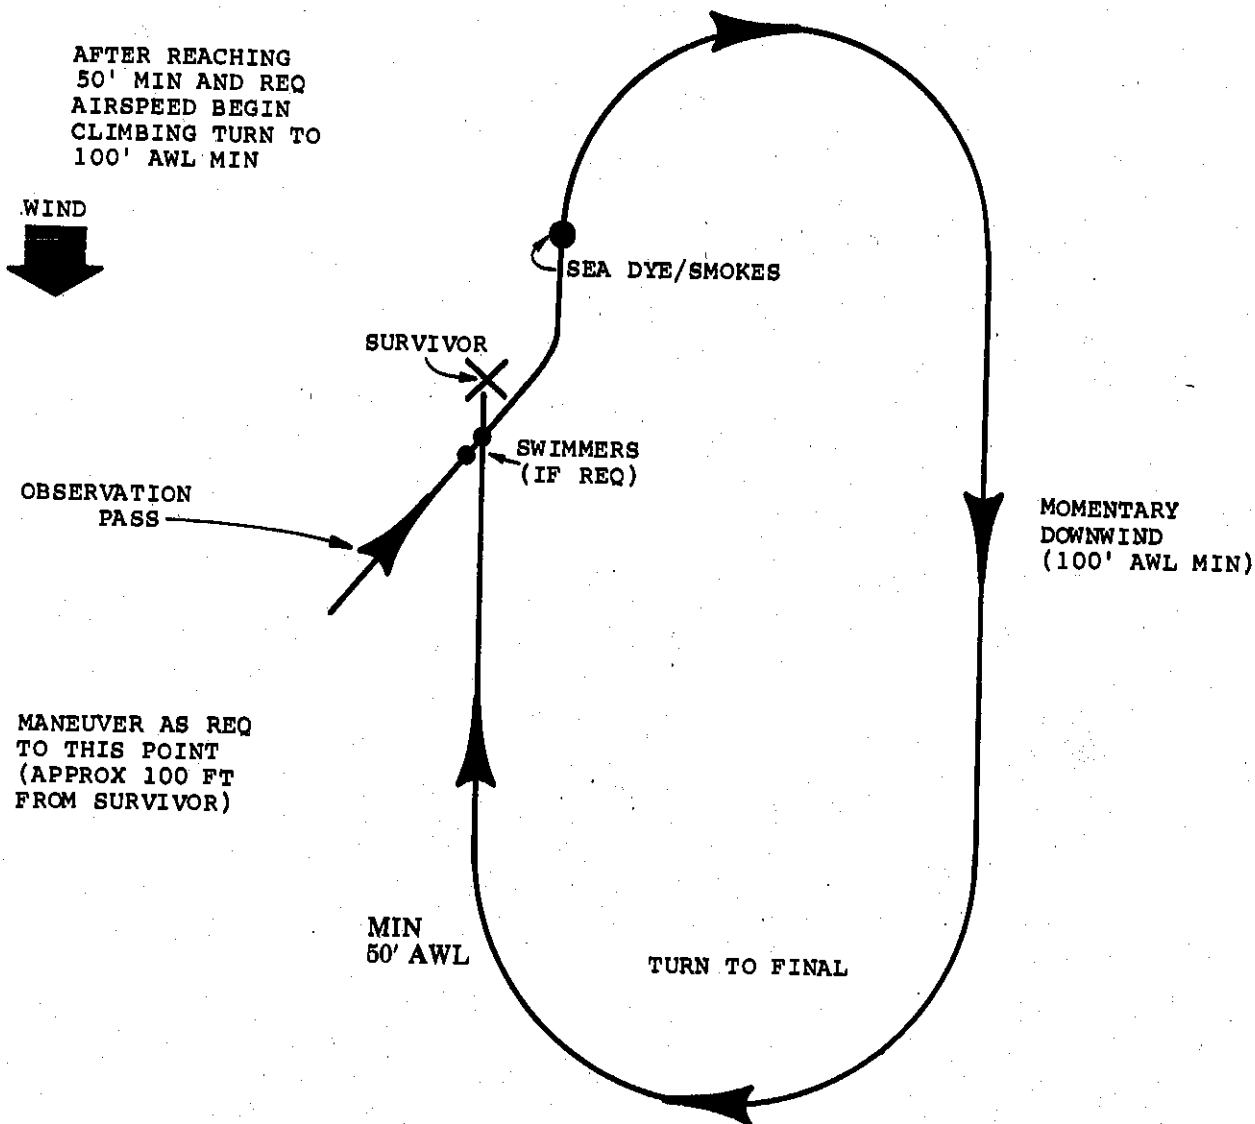 AFTER REACHING
50' MIN AND REQ
AIRSPEED BEGIN
CLIMBING TURN TO
100' AWL MIN
WIND
SEA DYE/SMOKES
SURVIVOR
SWIMMERS
(IF REQ)
OBSERVATION
PASS
MOMENTARY
DOWNWIND
(100' AWL MIN)
MANEUVER AS REQ
TO THIS POINT
(APPROX 100 FT
FROM SURVIVOR)
MIN
50' AWL
TURN TO FINAL